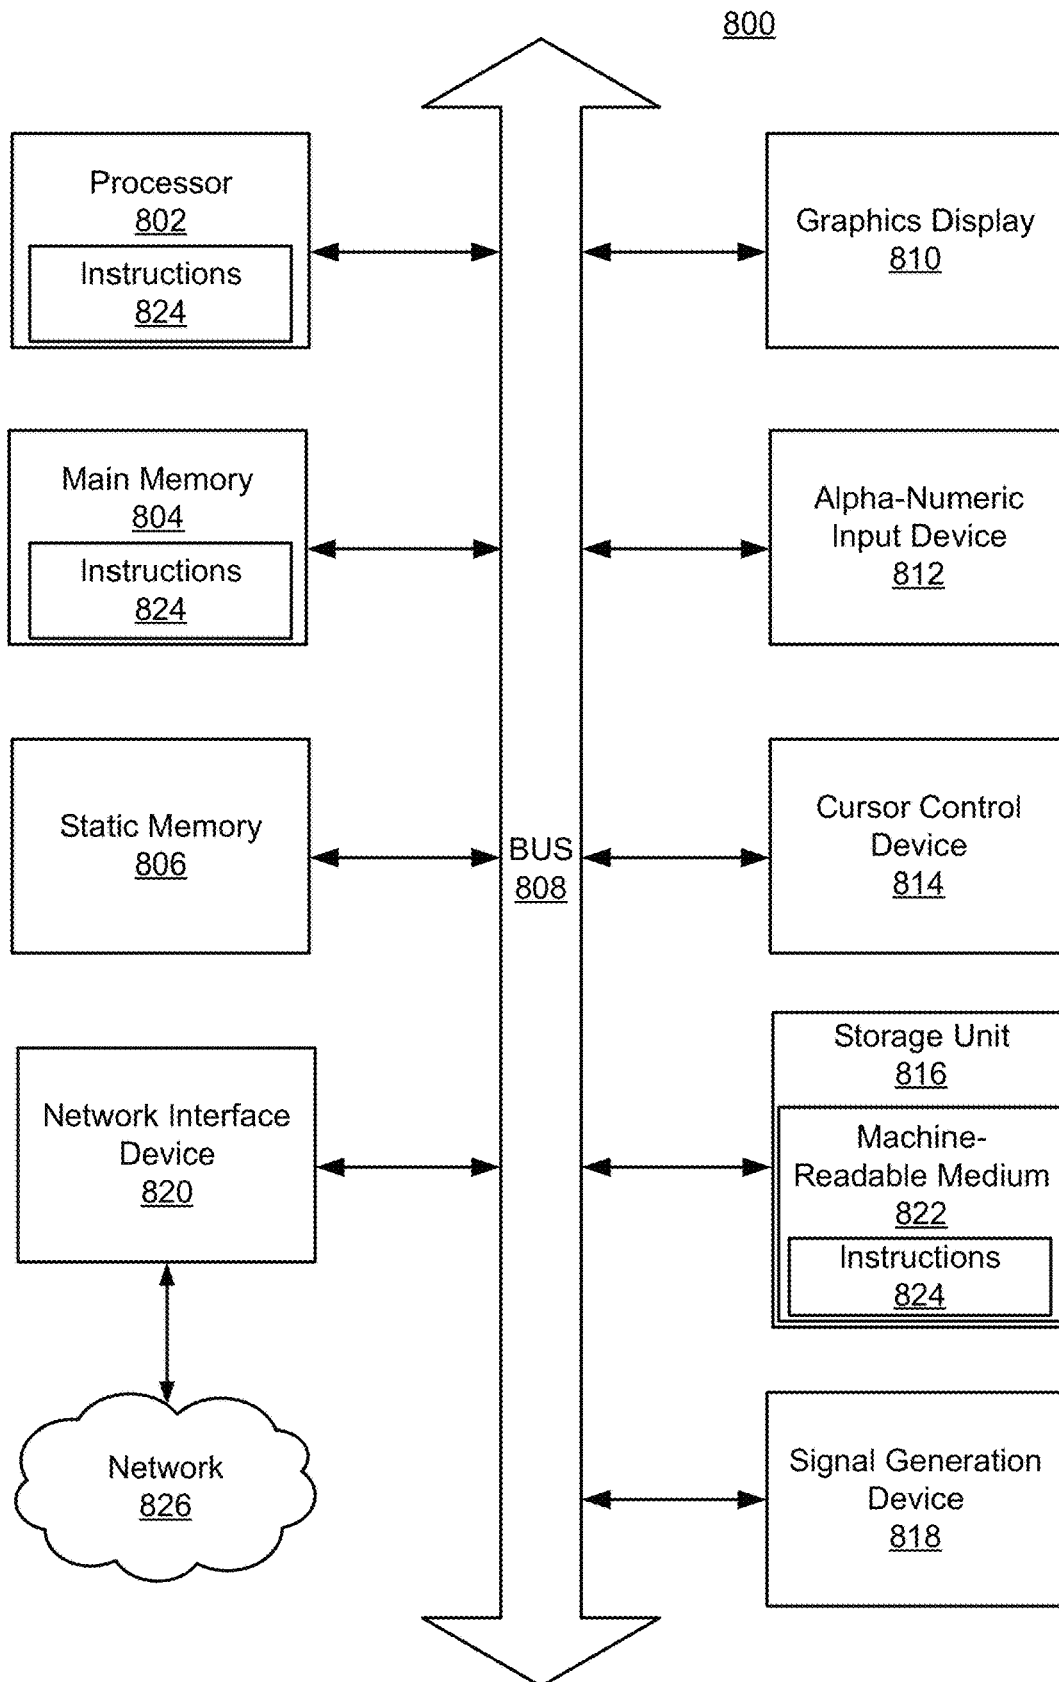 800
Processor
802
Instructions
824
Main Memory
804
Instructions
824
Static Memory
806
Network Interface
Device
820
Network
826
BUS
808
Graphics Display
810
Alpha-Numeric
Input Device
812
Cursor Control
Device
814
Storage Unit
816
Machine-
Readable Medium
822
Instructions
824
Signal Generation
Device
818